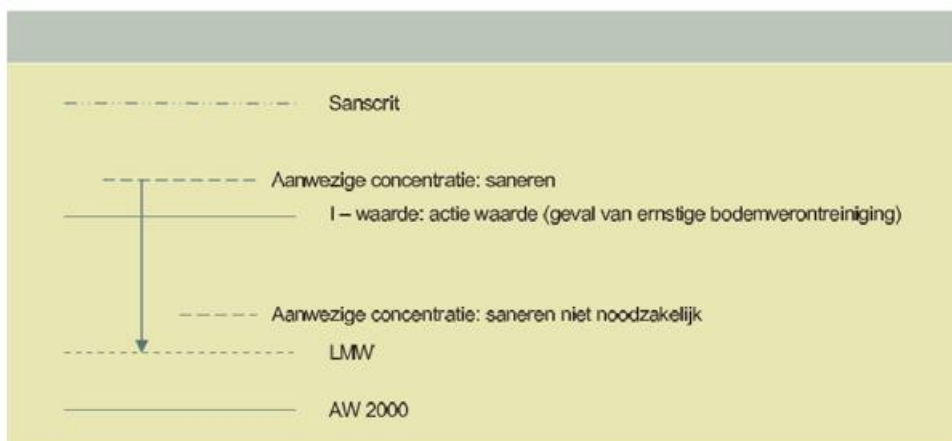 Sanscrit
Aanwezige concentratie: saneren
I – waarde: actie waarde (geval van ernstige bodemverontreiniging)
Aanwezige concentratie: saneren niet noodzakelijk
LMW
AW 2000